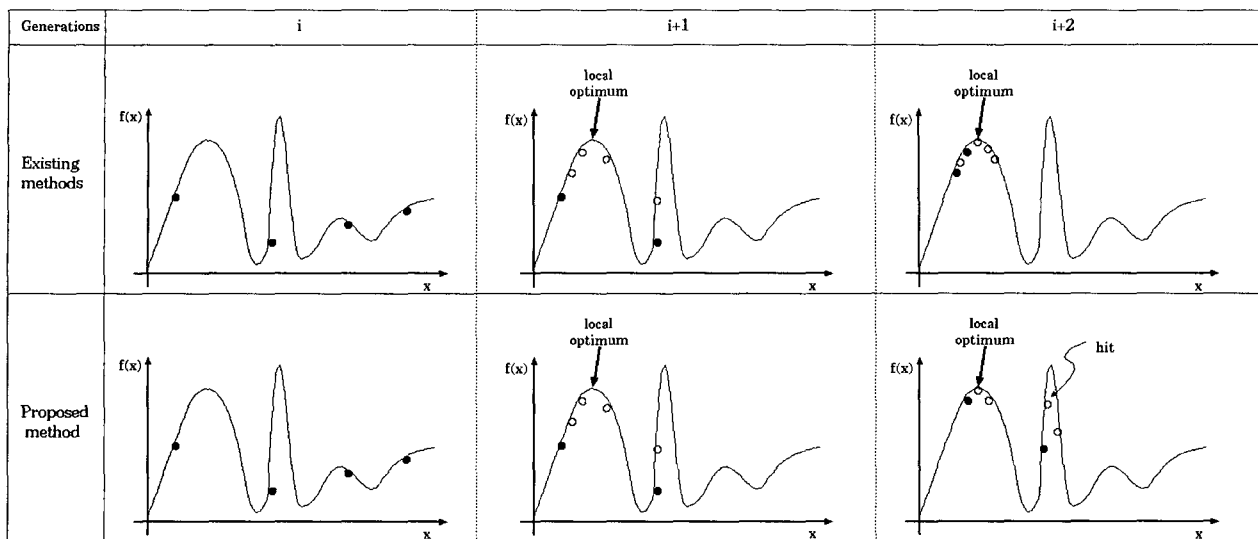 Generations i i+1 i+2
Existing
methods
f(x)
x
local
optimum
f(x)
x
local
optimum
f(x)
x
Proposed
method
f(x)
x
local
optimum
f(x)
x
local
optimum
hit
f(x)
x